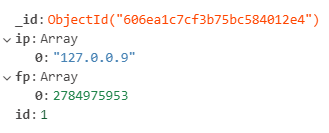 _id: ObjectId("606ea1c7cf3b75bc584012e4")
ip: Array
0: "127.0.0.9"
fp: Array
0: 2784975953
id: 1